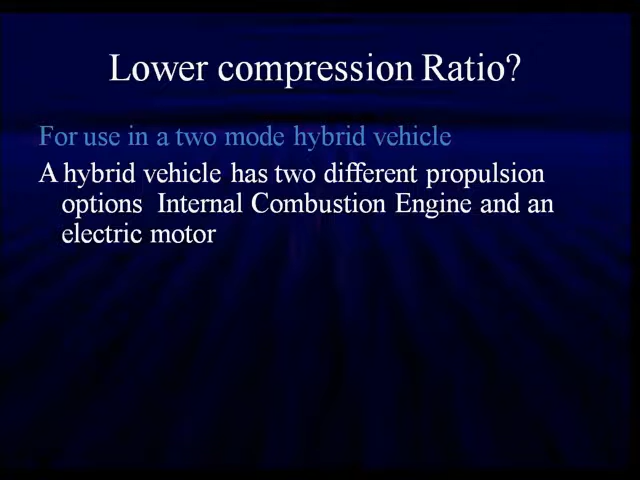 Lower compression Ratio?
For use in a two mode hybrid vehicle
A hybrid vehicle has two different propulsion
options  Internal Combustion Engine and an
electric motor